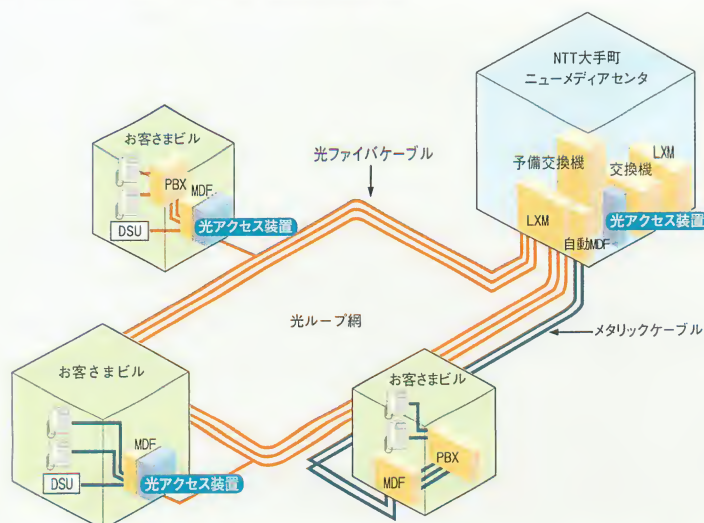 NTT大手町
ニューメディアセンタ
予備交換機
交換機
LXM
LXM
光アクセス装置
自動MDF
光ファイバケーブル
お客さまビル
PBX
MDF
DSU
光アクセス装置
光ループ網
メタリックケーブル
お客さまビル
MDF
DSU
光アクセス装置
お客さまビル
PBX
MDF